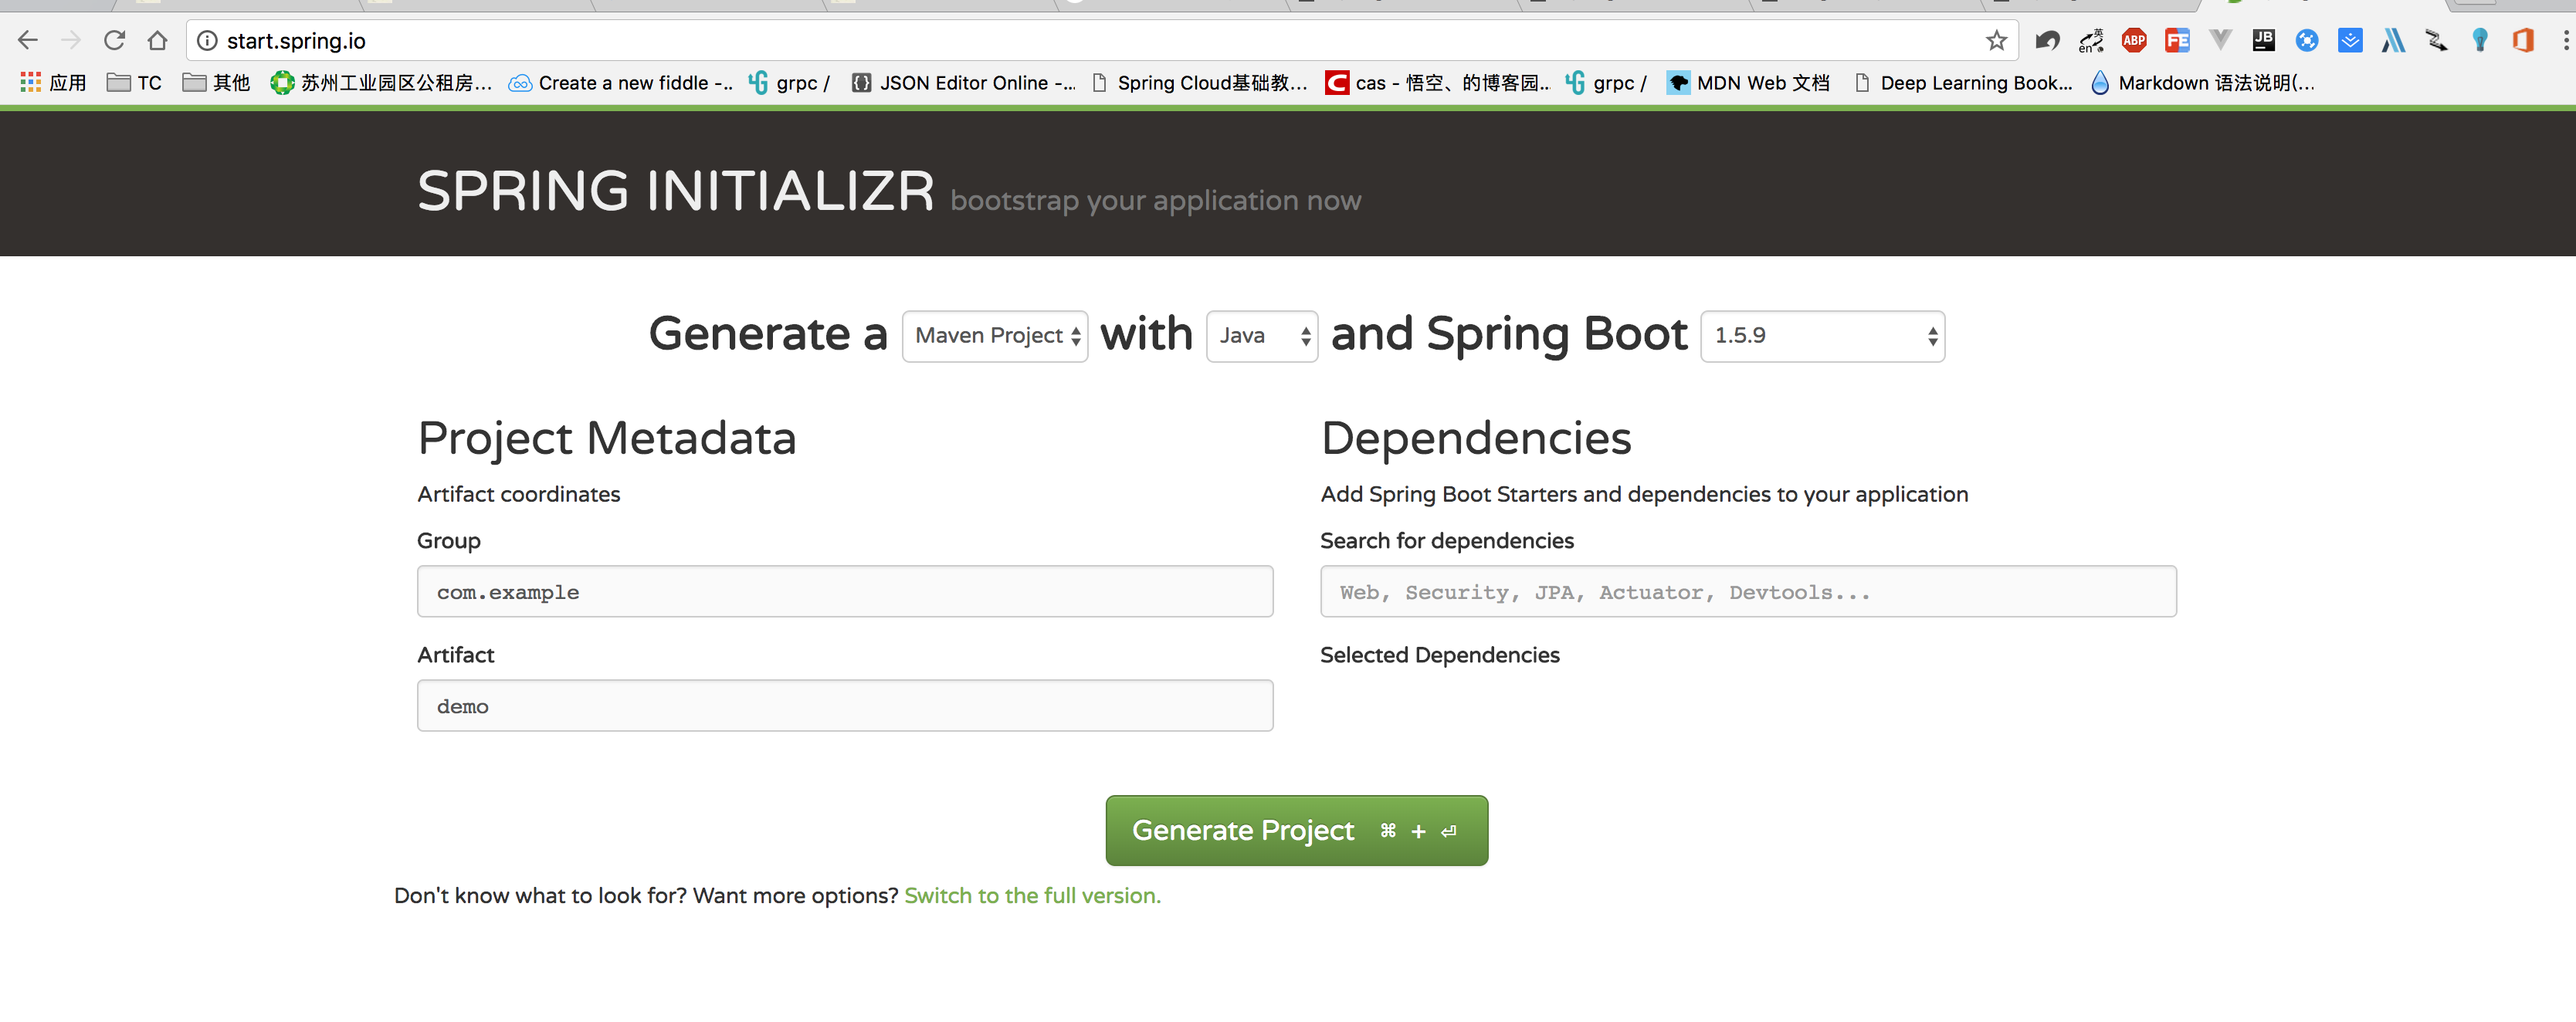 start.spring.io
应用 TC 其他 苏州工业园区公租房... Create a new fiddle -... grpc / JSON Editor Online -... Spring Cloud基础教... cas - 悟空、的博客园... grpc / MDN Web 文档 Deep Learning Book... Markdown 语法说明(...
SPRING INITIALIZR bootstrap your application now
Generate a Maven Project with Java and Spring Boot 1.5.9
Project Metadata
Artifact coordinates
Group
com.example
Artifact
demo
Dependencies
Add Spring Boot Starters and dependencies to your application
Search for dependencies
Web, Security, JPA, Actuator, Devtools...
Selected Dependencies
Generate Project ⌘ + ⏎
Don't know what to look for? Want more options? Switch to the full version.